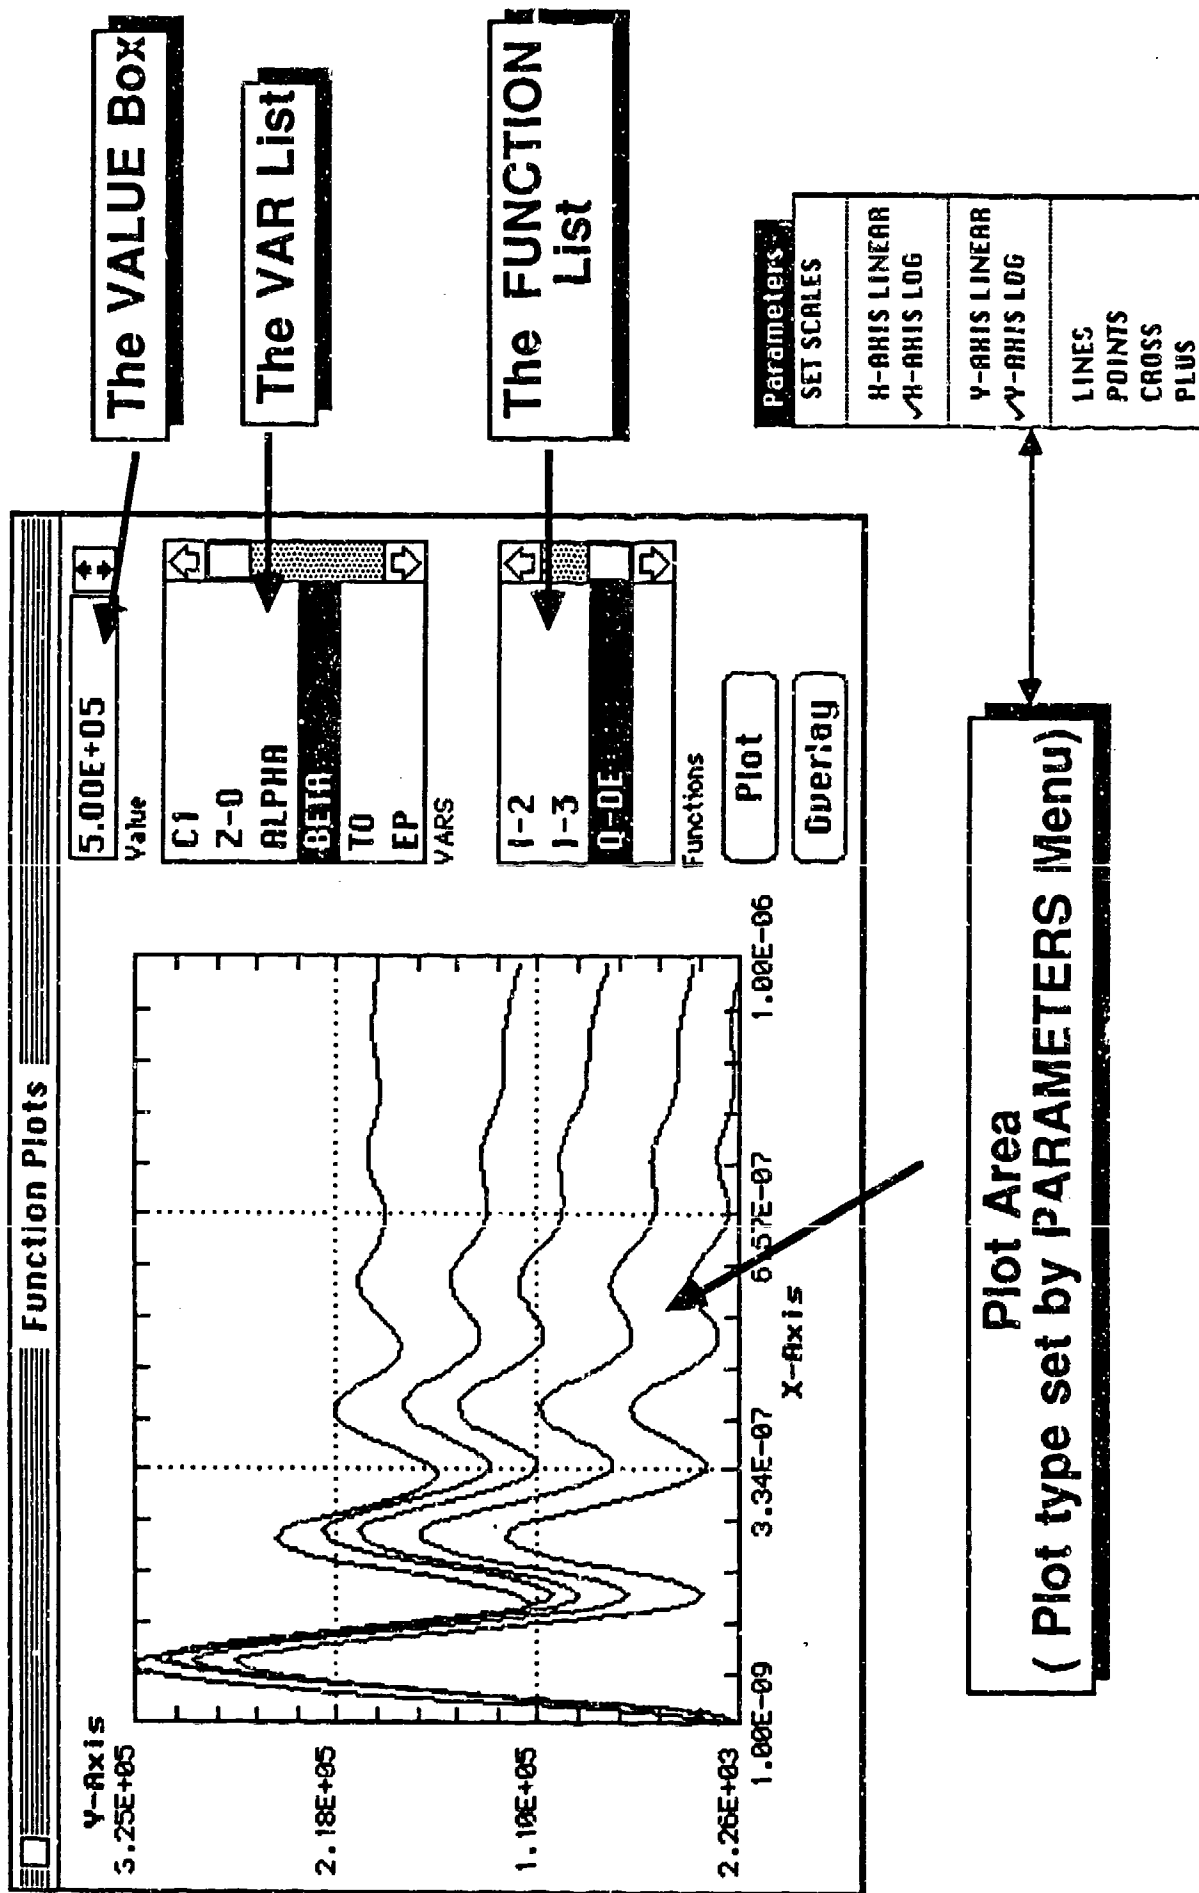 Function Plots
Y-Axis
3.25E+05
2.18E+05
1.10E+05
2.26E+03
1.00E-09
3.34E-07
6.67E-07
1.00E-06
X-Axis
5.00E+05
Value
C1
Z-0
ALPHA
BETA
T0
EP
VARS
1-2
1-3
Functions
Plot
Overlay
The VALUE Box
The VAR List
The FUNCTION
List
Plot Area
( Plot type set by PARAMETERS Menu)
Parameters
SET SCALES
X-AXIS LINEAR
✓X-AXIS LOG
Y-AXIS LINEAR
✓Y-AXIS LOG
LINES
POINTS
CROSS
PLUS